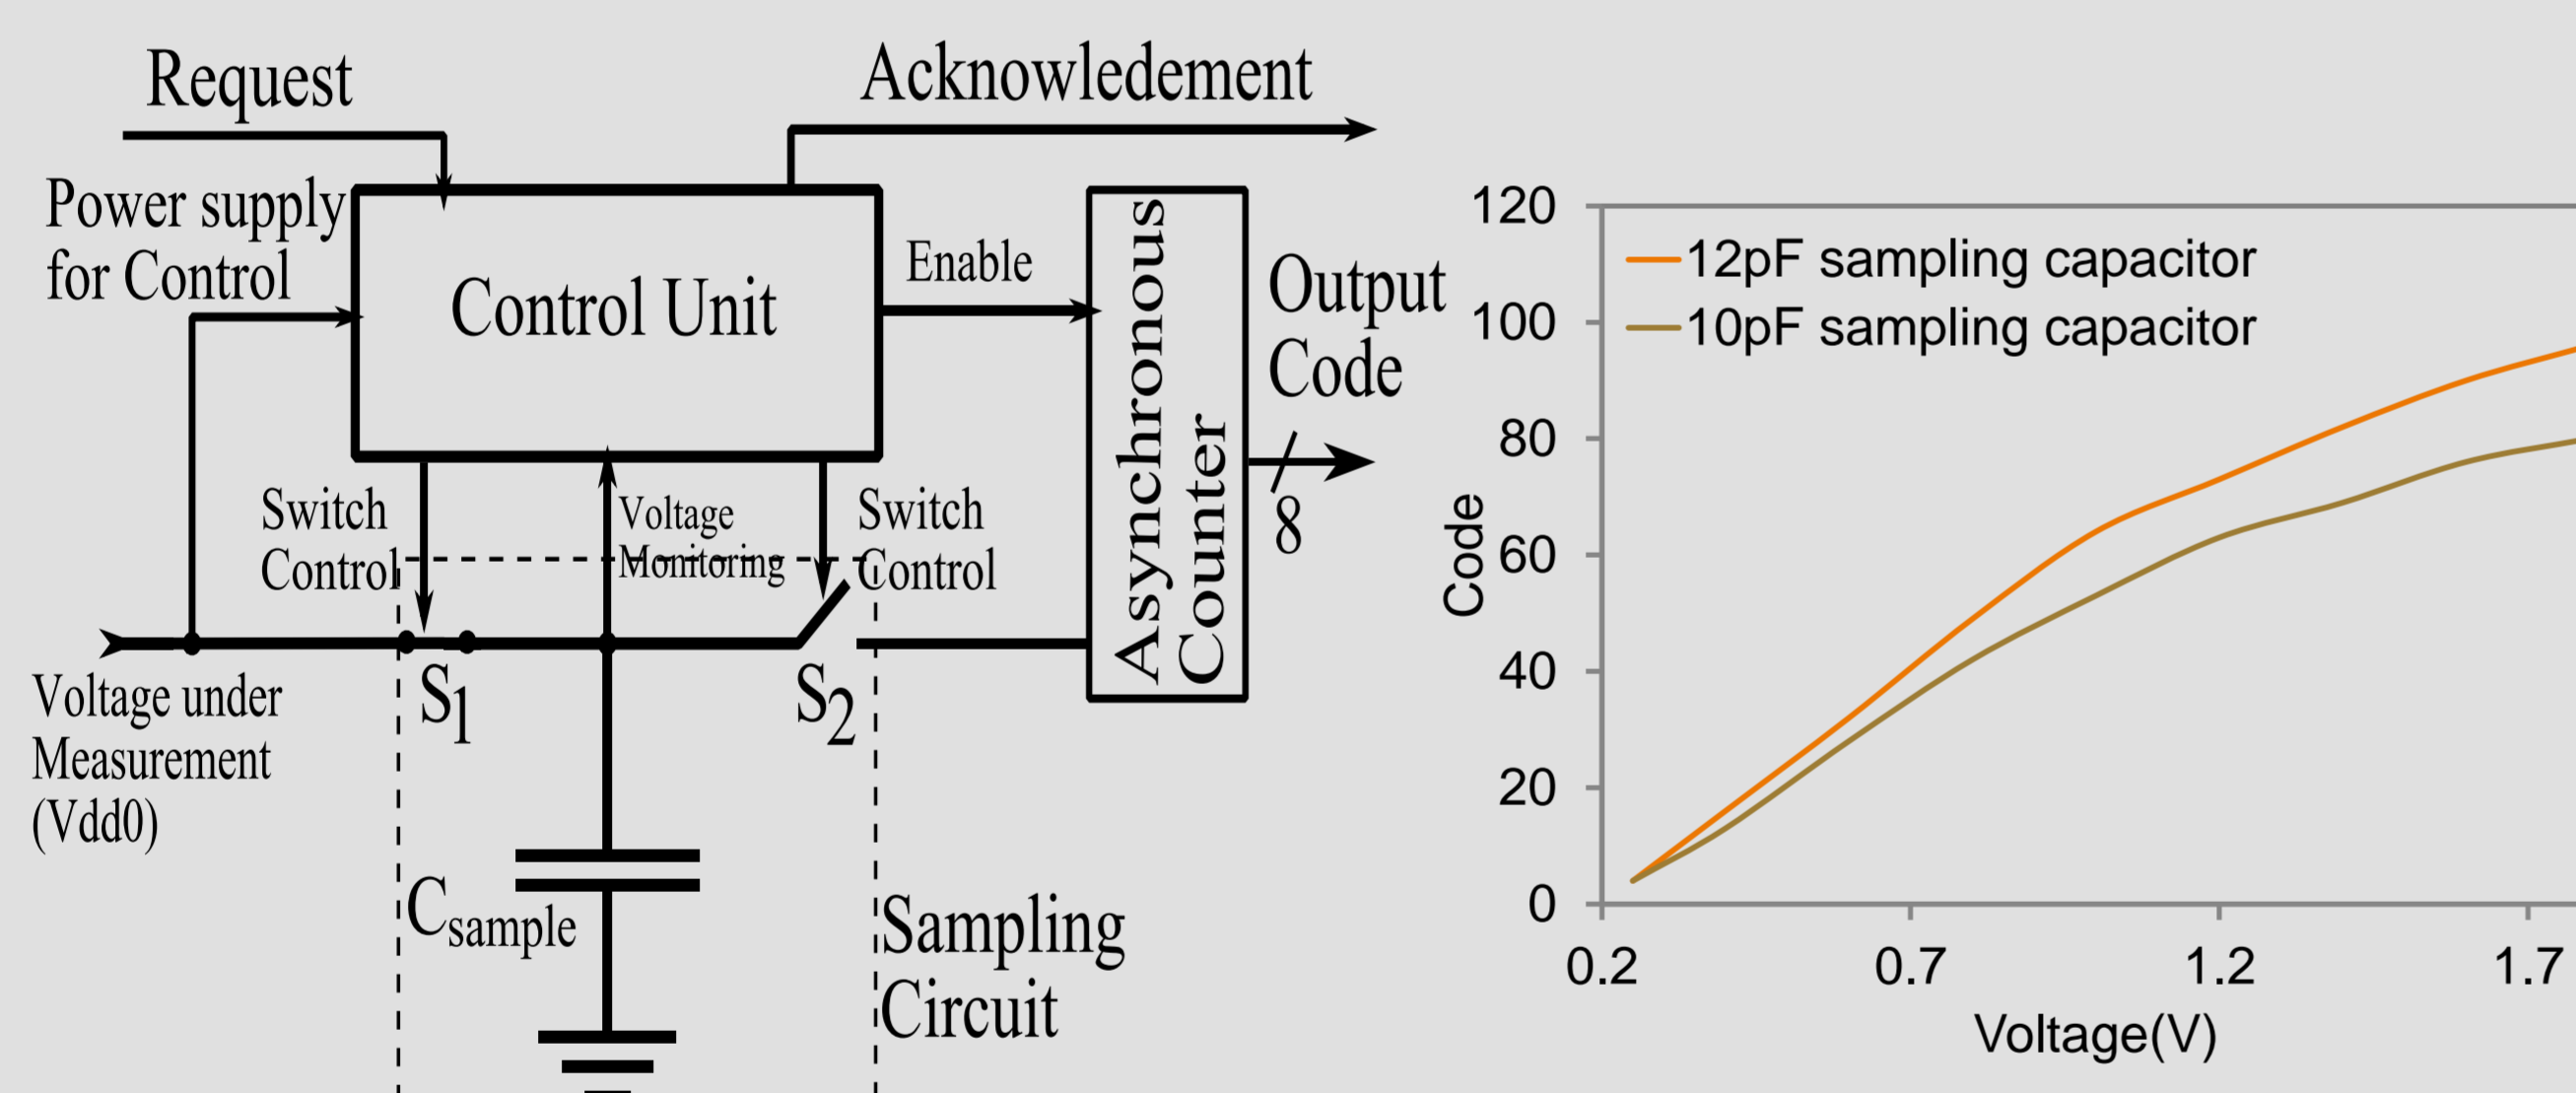 Request
Acknowledement
Power supply
for Control
Control Unit
Enable
Asynchronous
Counter
Output
Code
8
Switch
Control
Voltage
Monitoring
Switch
Control
S1
S2
Voltage under
Measurement
(Vdd0)
Csample
Sampling
Circuit
120
100
80
60
40
20
0
Code
12pF sampling capacitor
10pF sampling capacitor
0.2 0.7 1.2 1.7
Voltage(V)